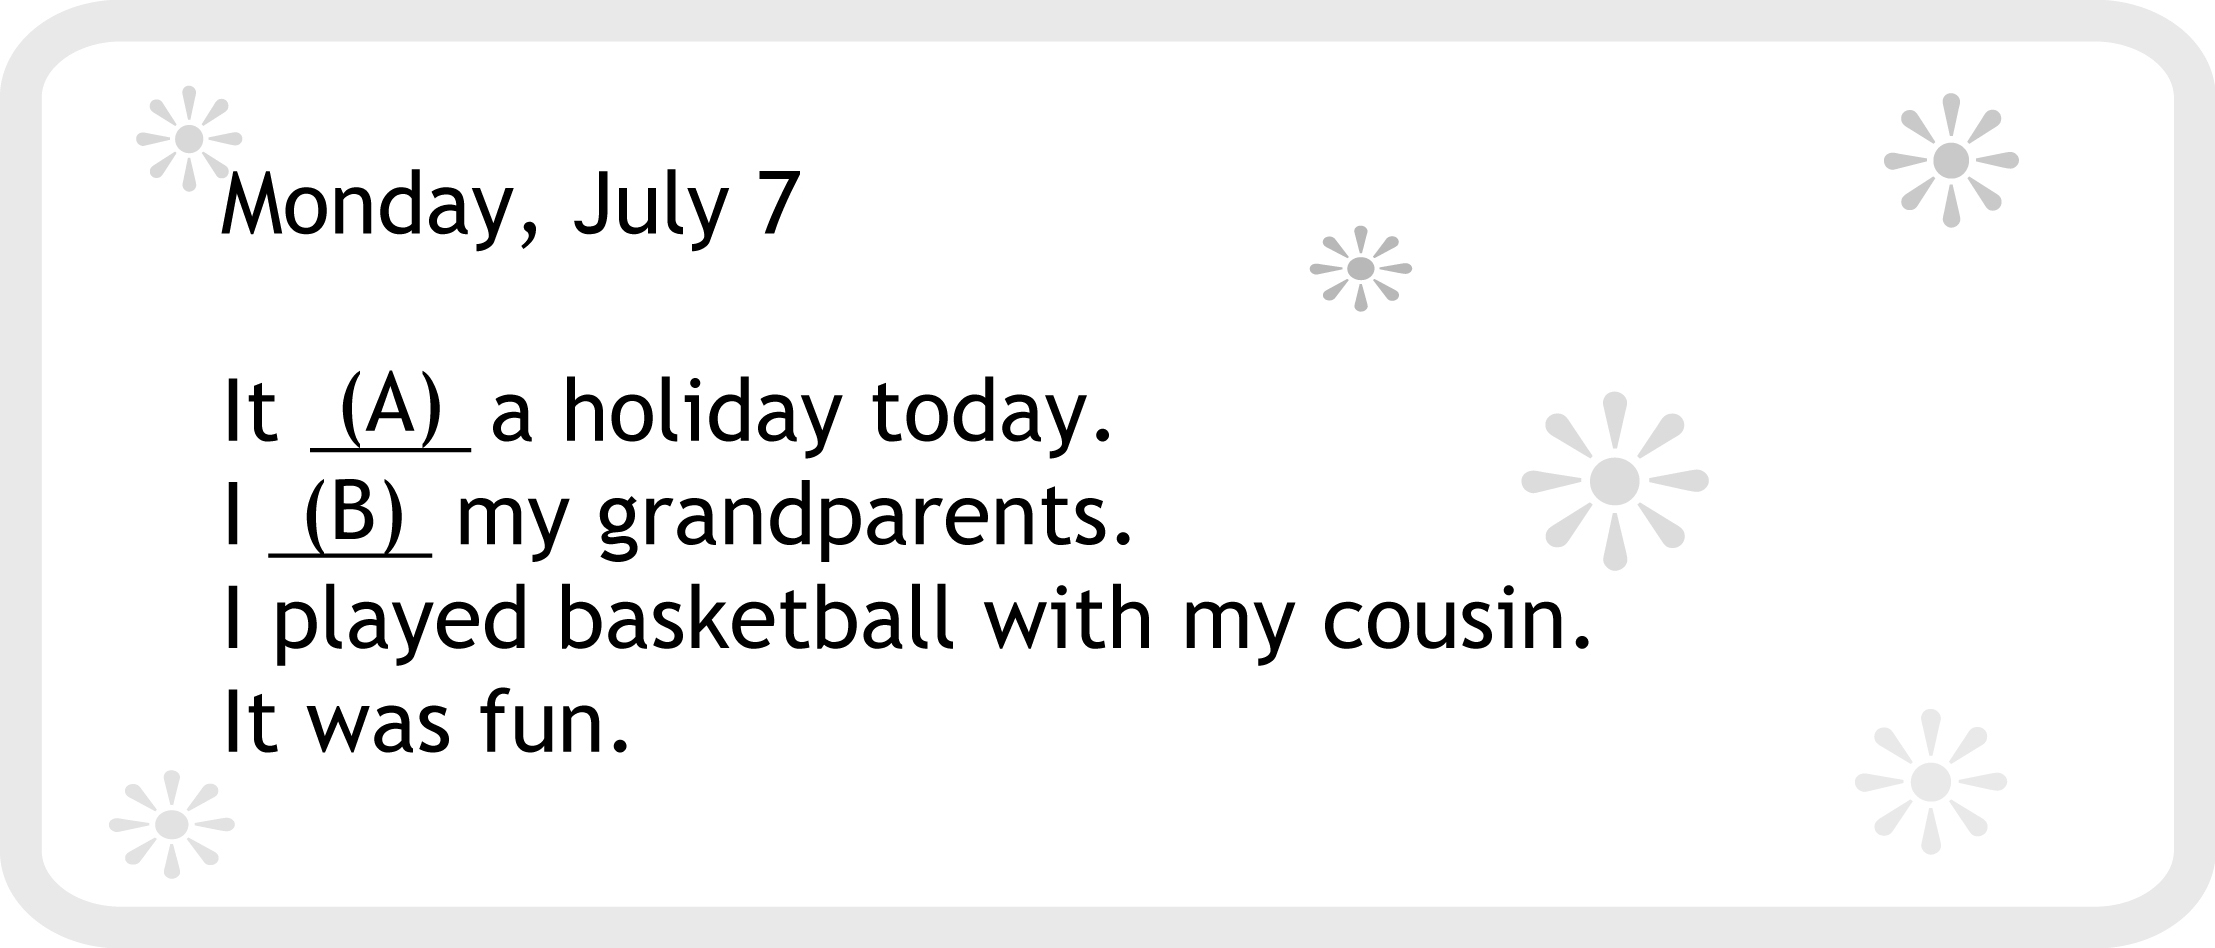 Monday, July 7
It (A) a holiday today.
I (B) my grandparents.
I played basketball with my cousin.
It was fun.